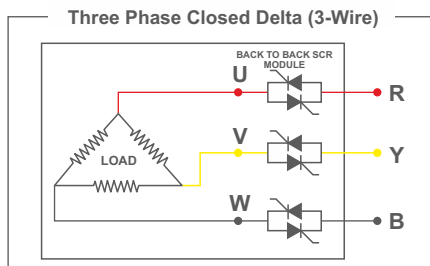 Three Phase Closed Delta (3-Wire)
BACK TO BACK SCR
MODULE
U
R
LOAD
V
Y
W
B